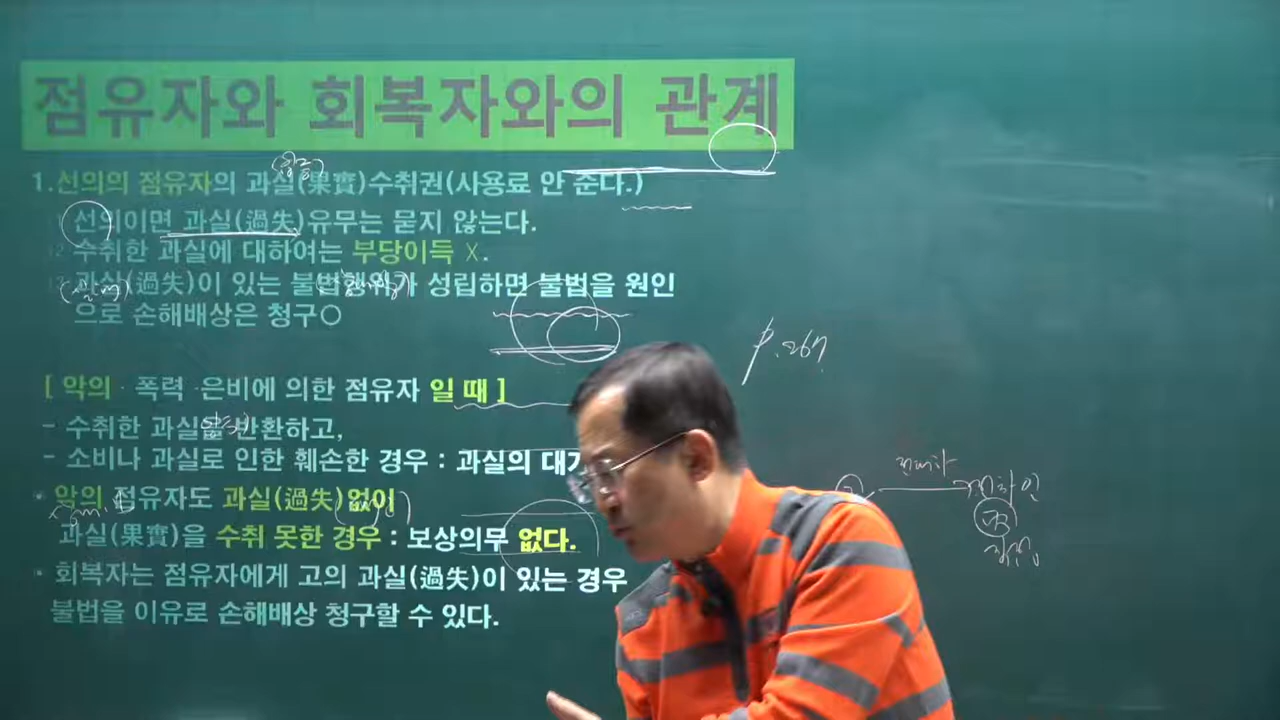 점유자와 회복자와의 관계
1.선의의 점유자의 과실(果實)수취권(사용료 안 준다.)
선의이면 과실(過失)유무는 묻지 않는다.
수취한 과실에 대하여는 부당이득 X.
과실(過失)이 있는 불법행위가 성립하면 불법을 원인
으로 손해배상은 청구○
p.267
[ 악의·폭력·은비에 의한 점유자 일 때 ]
- 수취한 과실을 반환하고,
- 소비나 과실로 인한 훼손한 경우 : 과실의 대가
· 악의 점유자도 과실(過失)없이
과실(果實)을 수취 못한 경우 : 보상의무 없다.
· 회복자는 점유자에게 고의 과실(過失)이 있는 경우
불법을 이유로 손해배상 청구할 수 있다.